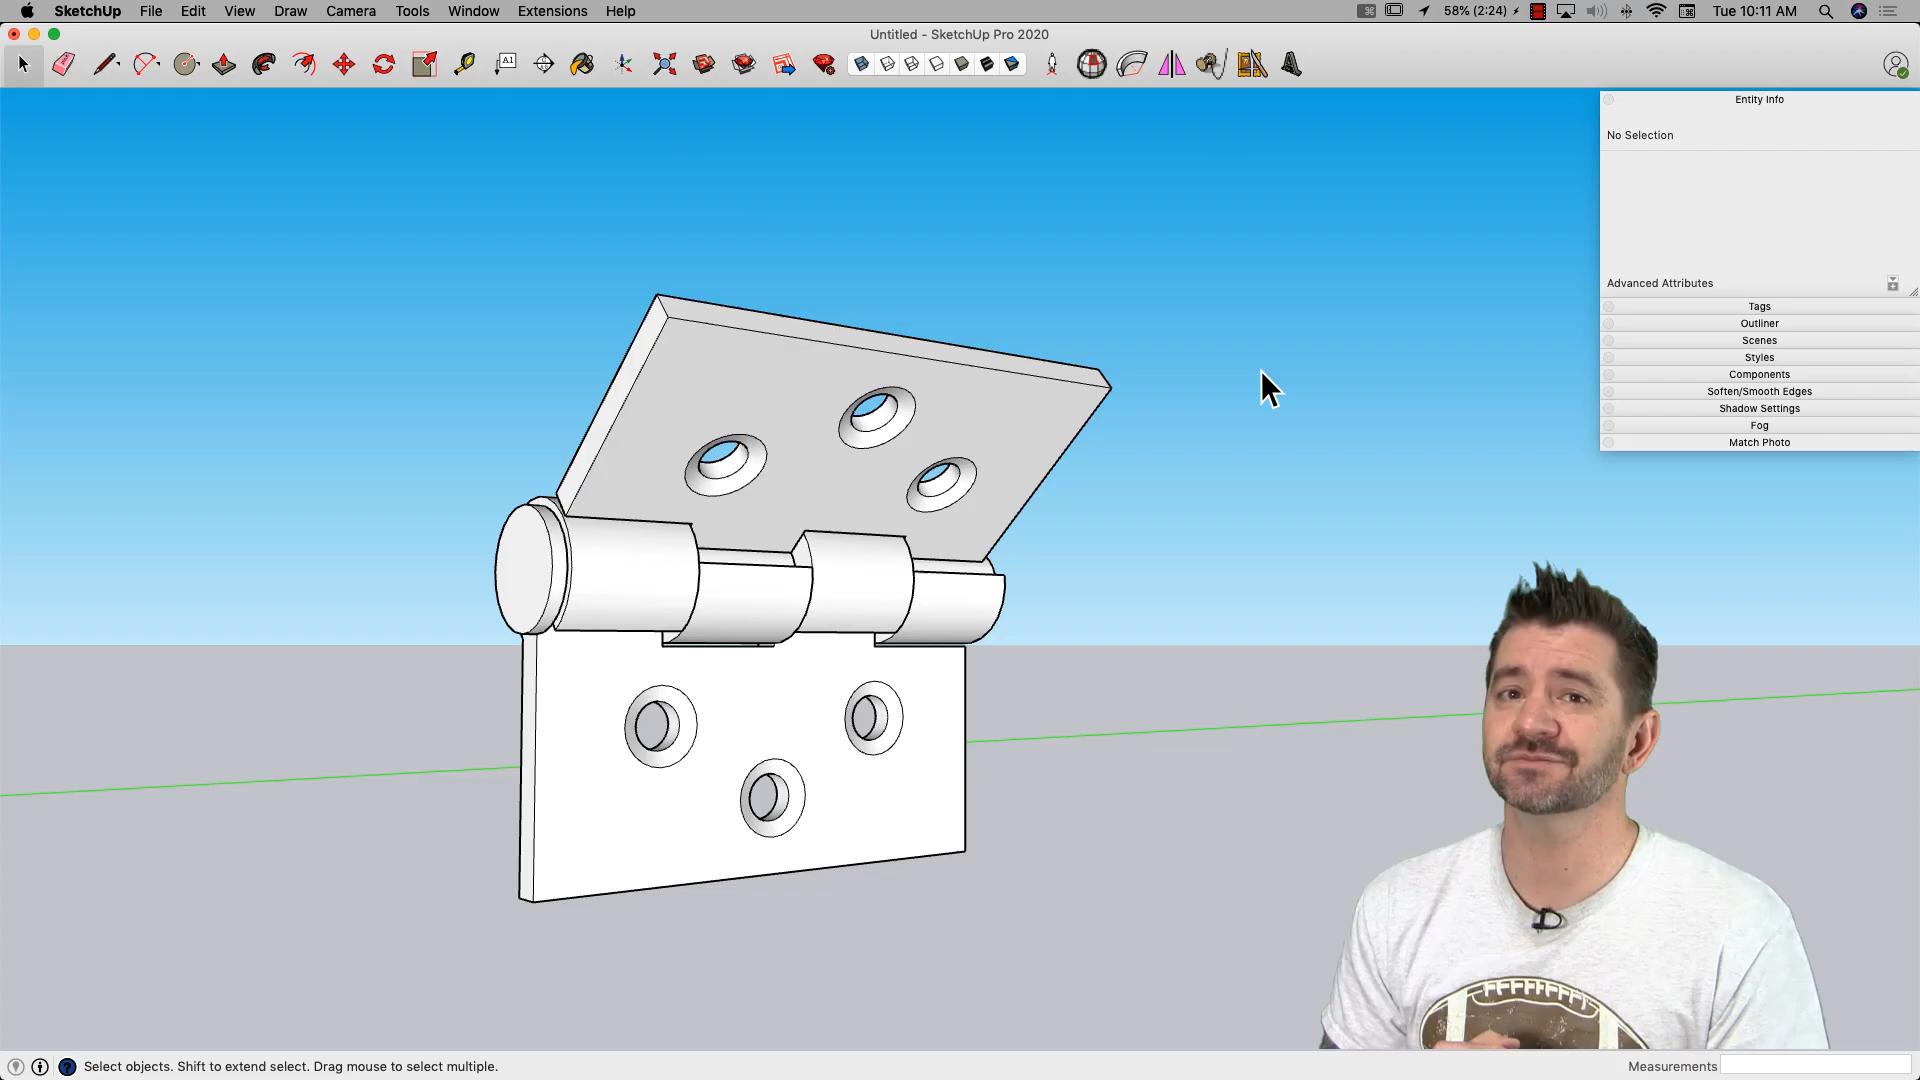 SketchUp File Edit View Draw Camera Tools Window Extensions Help 58% (2:24) Tue 10:11 AM
Untitled - SketchUp Pro 2020
A1
Entity Info
No Selection
Advanced Attributes
Tags
Outliner
Scenes
Styles
Components
Soften/Smooth Edges
Shadow Settings
Fog
Match Photo
Select objects. Shift to extend select. Drag mouse to select multiple. Measurements